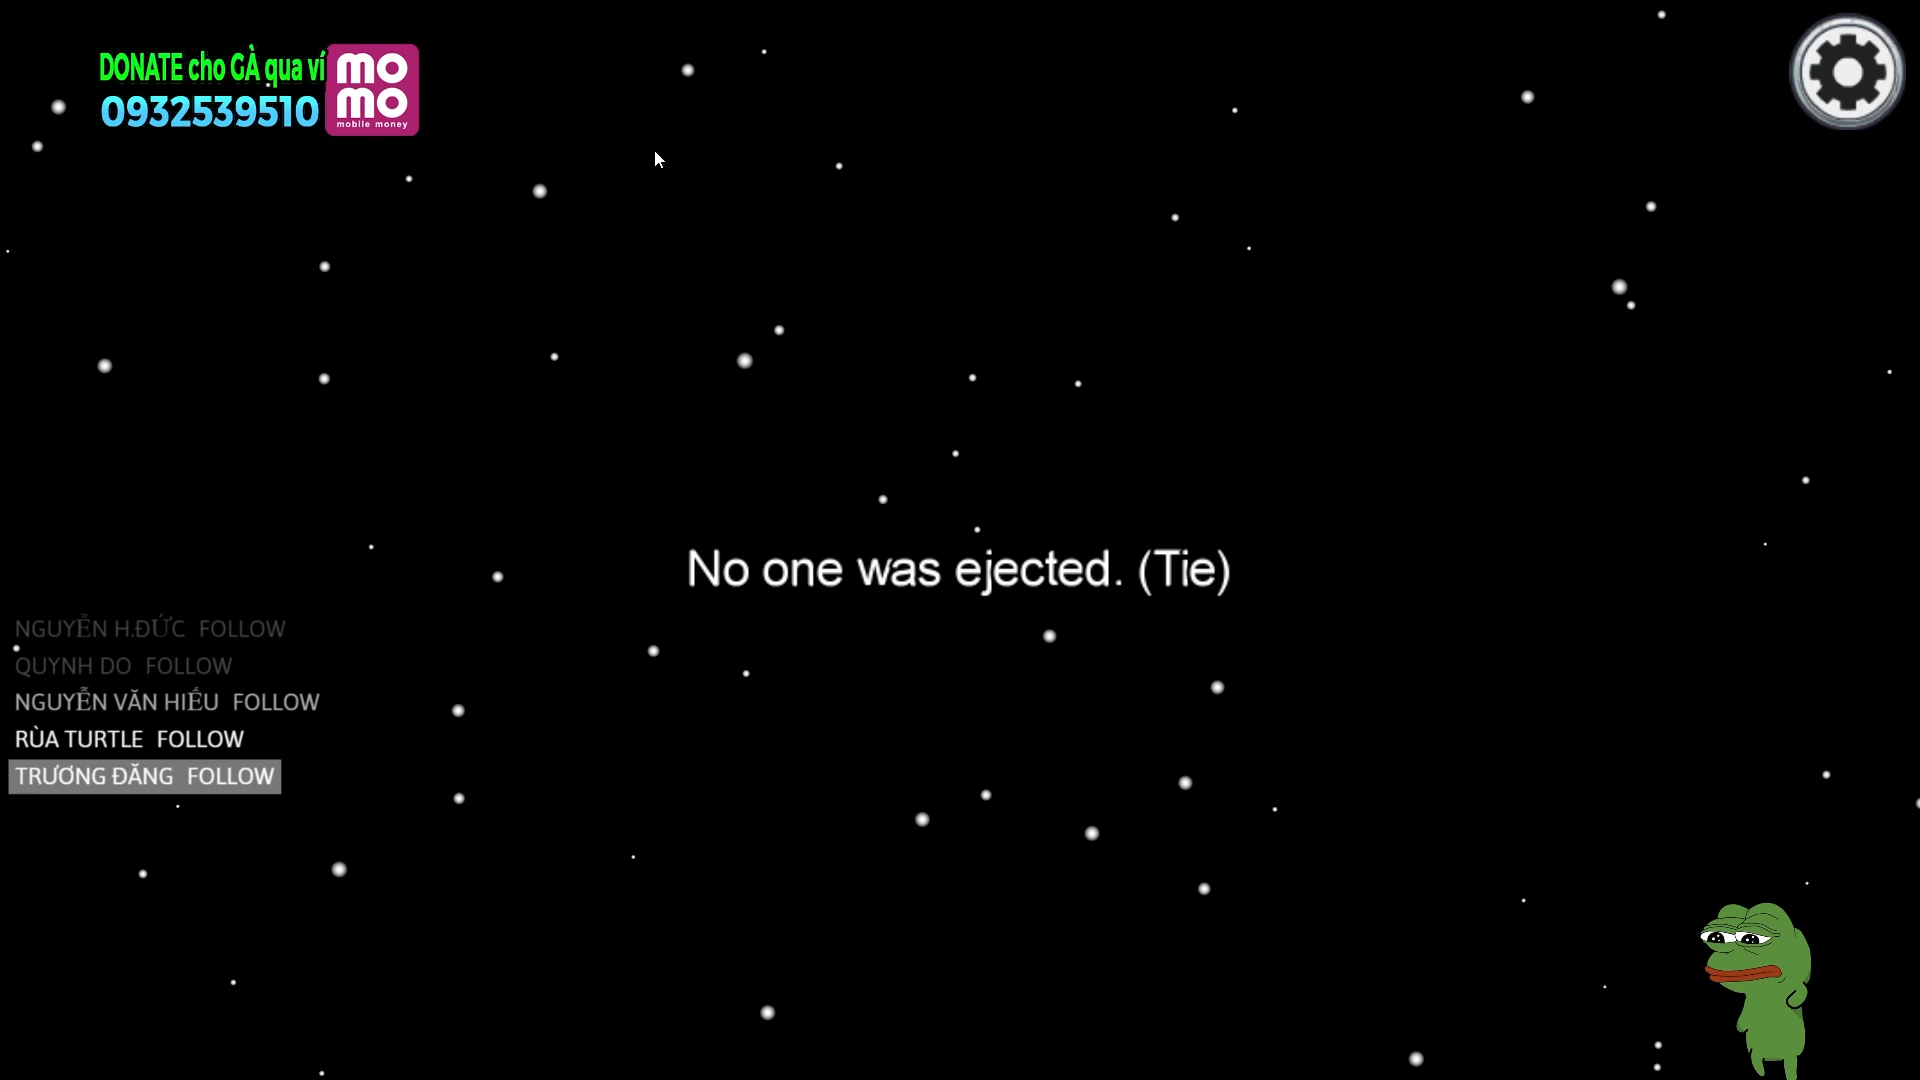 DONATE cho GÀ qua ví
0932539510
mo
mo
mobile money
No one was ejected. (Tie)
NGUYỄN H.ĐỨC FOLLOW
QUYNH DO FOLLOW
NGUYỄN VĂN HIẾU FOLLOW
RÙA TURTLE FOLLOW
TRƯƠNG ĐĂNG FOLLOW